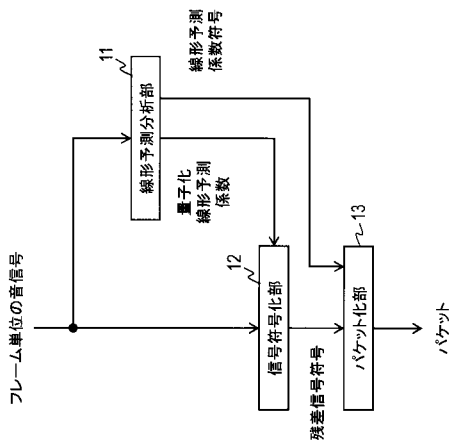 フレーム単位の音信号
11
線形予測分析部
線形予測
係数符号
量子化
線形予測
係数
12
信号符号化部
残差信号符号
13
パケット化部
パケット